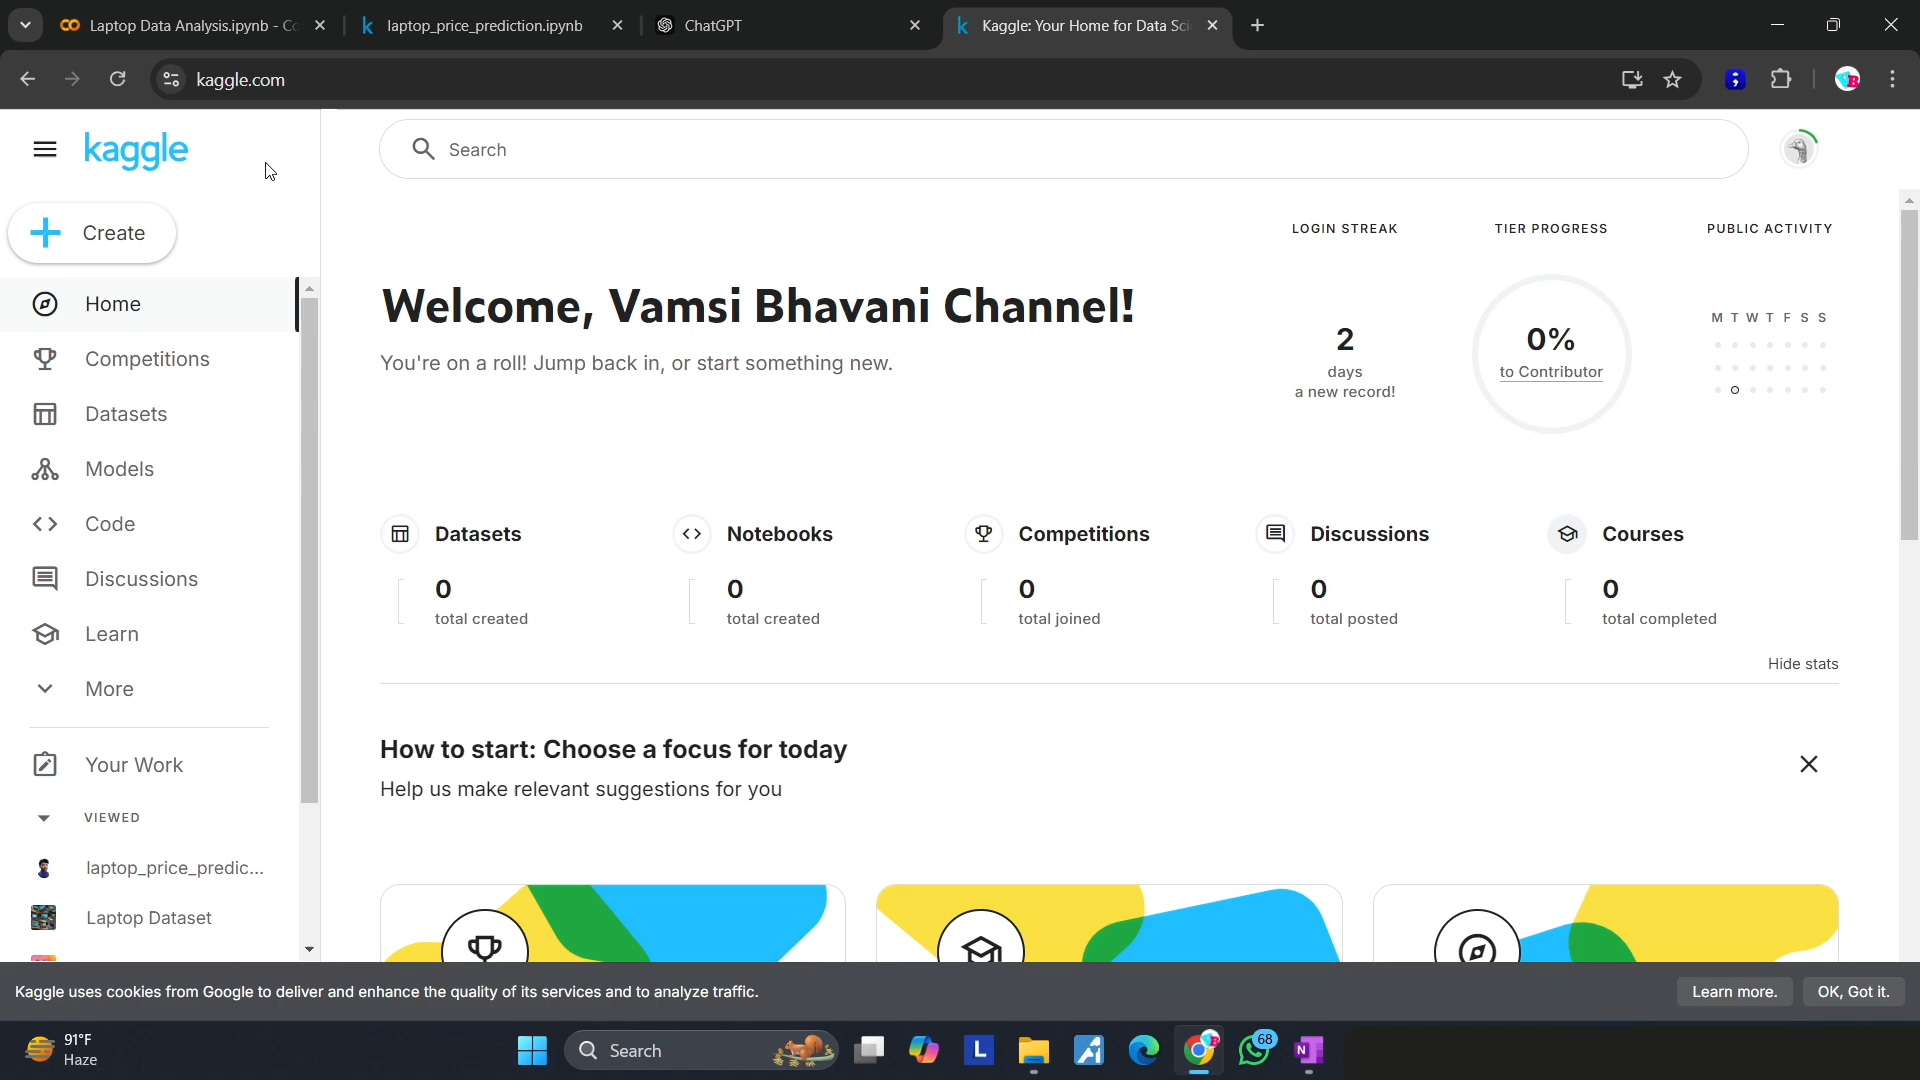 Laptop Data Analysis.ipynb - Co
laptop_price_prediction.ipynb
ChatGPT
Kaggle: Your Home for Data Sci
kaggle.com
kaggle
Search
Create
Home
Competitions
Datasets
Models
Code
Discussions
Learn
More
Your Work
VIEWED
laptop_price_predic...
Laptop Dataset
LOGIN STREAK
TIER PROGRESS
PUBLIC ACTIVITY
Welcome, Vamsi Bhavani Channel!
You're on a roll! Jump back in, or start something new.
2
days
a new record!
0%
to Contributor
M T W T F S S
Datasets
0
total created
Notebooks
0
total created
Competitions
0
total joined
Discussions
0
total posted
Courses
0
total completed
Hide stats
How to start: Choose a focus for today
Help us make relevant suggestions for you
Kaggle uses cookies from Google to deliver and enhance the quality of its services and to analyze traffic.
Learn more.
OK, Got it.
91°F
Haze
Search
L
68
N